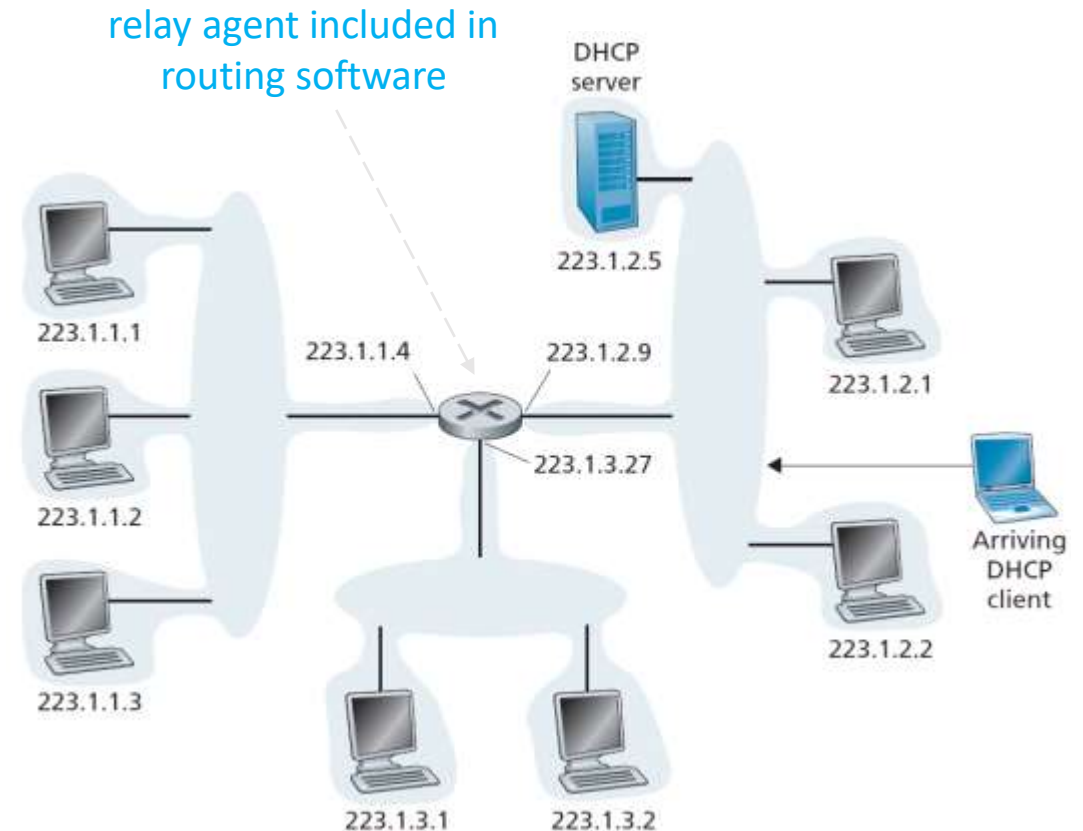 relay agent included in
routing software
DHCP
server
223.1.2.5
223.1.1.1
223.1.1.4
223.1.2.9
223.1.2.1
223.1.3.27
223.1.1.2
Arriving
DHCP
client
223.1.2.2
223.1.1.3
223.1.3.1
223.1.3.2